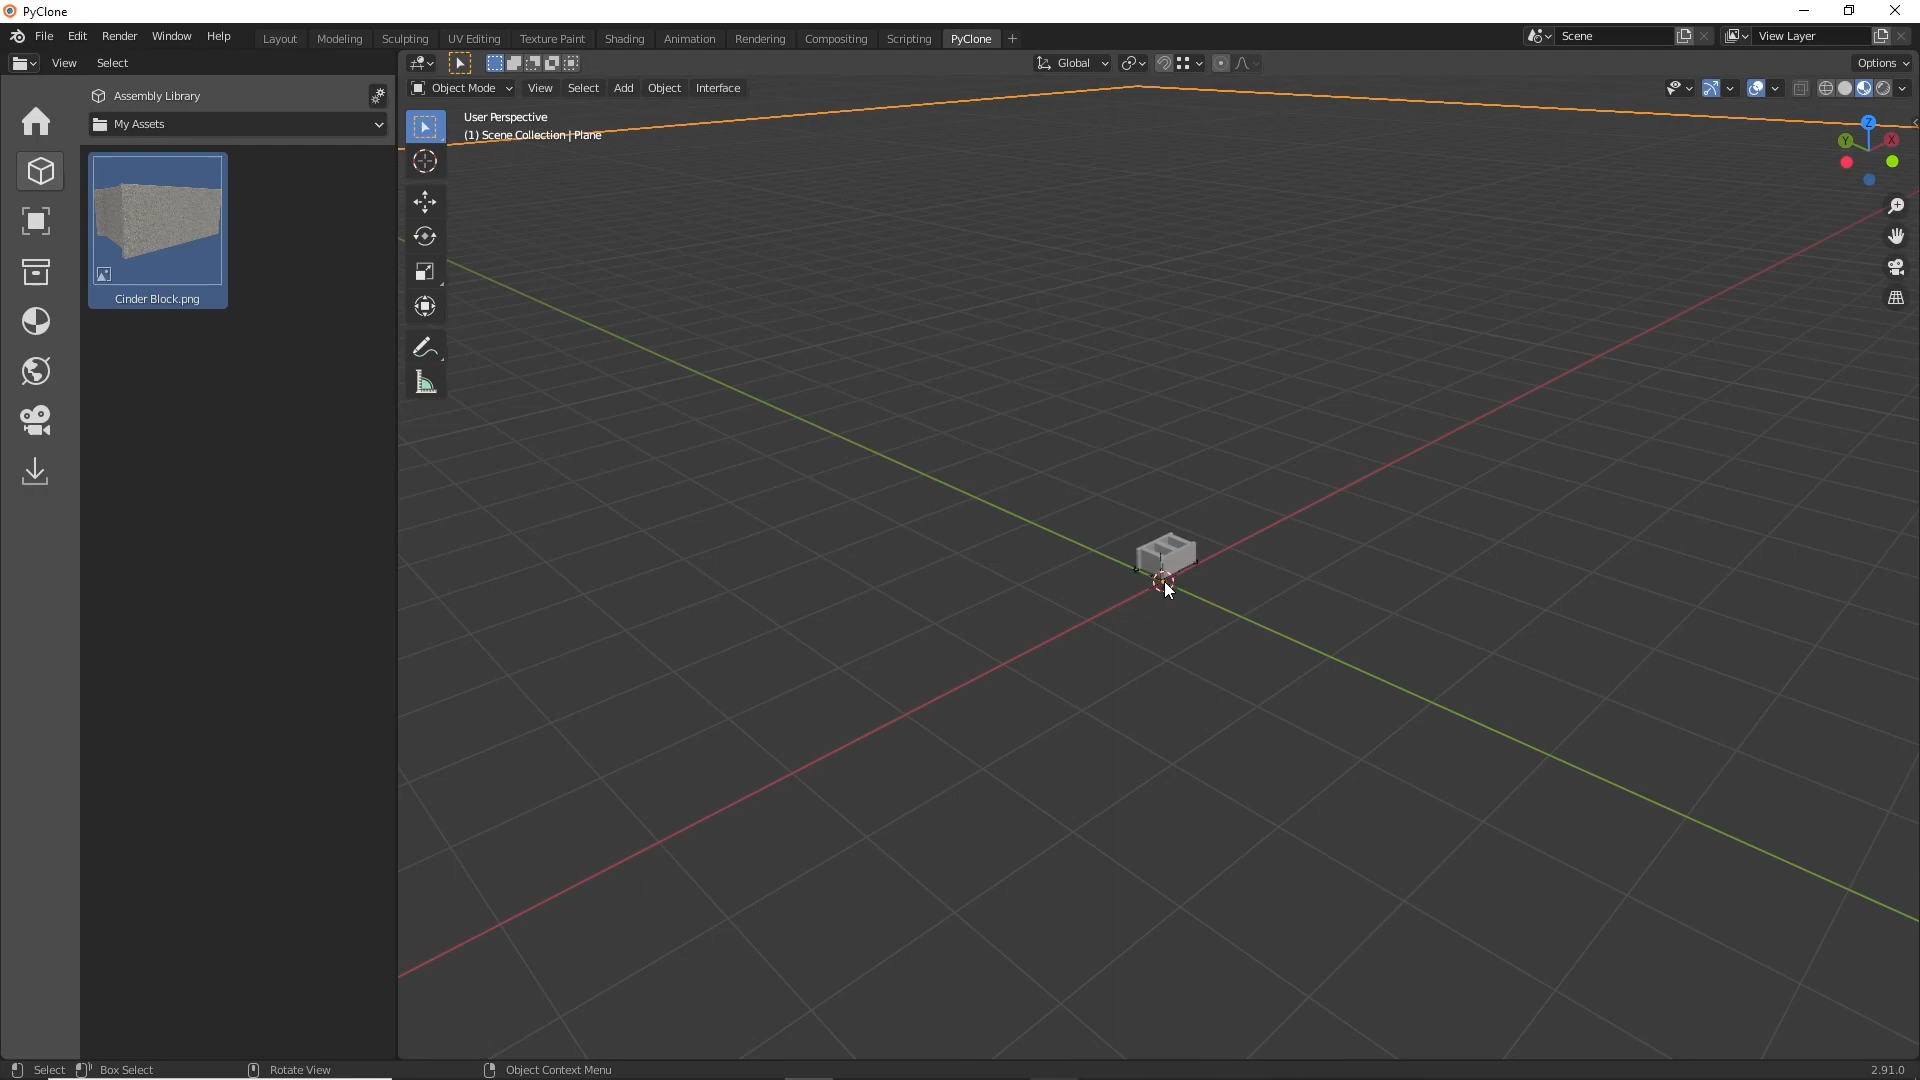 PyClone
File Edit Render Window Help
Layout Modeling Sculpting UV Editing Texture Paint Shading Animation Rendering Compositing Scripting PyClone +
Scene
View Layer
View Select
Global
Options
Assembly Library
Object Mode View Select Add Object Interface
My Assets
User Perspective
(1) Scene Collection | Plane
Z
Y
X
Cinder Block.png
Select
Box Select
Rotate View
Object Context Menu
2.91.0